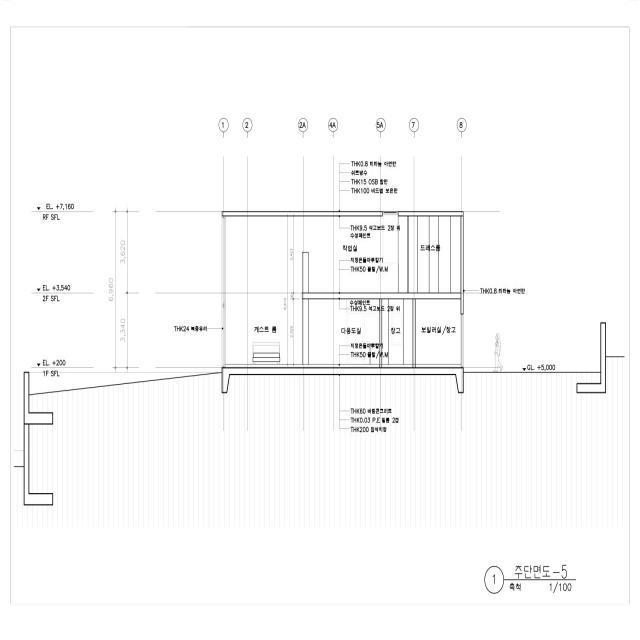 1 2 2A 4A 5A 7 8
THK0.8 티타늄 아연판
쉬트방수
THK15 OSB 합판
THK100 비드법 보온판
EL. +7,160
RF SFL
THK9.5 석고보드 2장 위
수성페인트
작업실
드레스룸
3,620
6,960
지정온돌마루깔기
THK50 몰탈/W.M
EL. +3,540
2F SFL
THK0.8 티타늄 아연판
수성페인트
THK9.5 석고보드 2장 위
THK24 복층유리
게스트 룸
다용도실
창고
보일러실/창고
3,340
지정온돌마루깔기
THK50 몰탈/W.M
EL. +200
1F SFL
GL. +5,000
THK60 버림콘크리트
THK0.03 P.E 필름 2겹
THK200 잡석지정
1 주단면도-5
축척 1/100